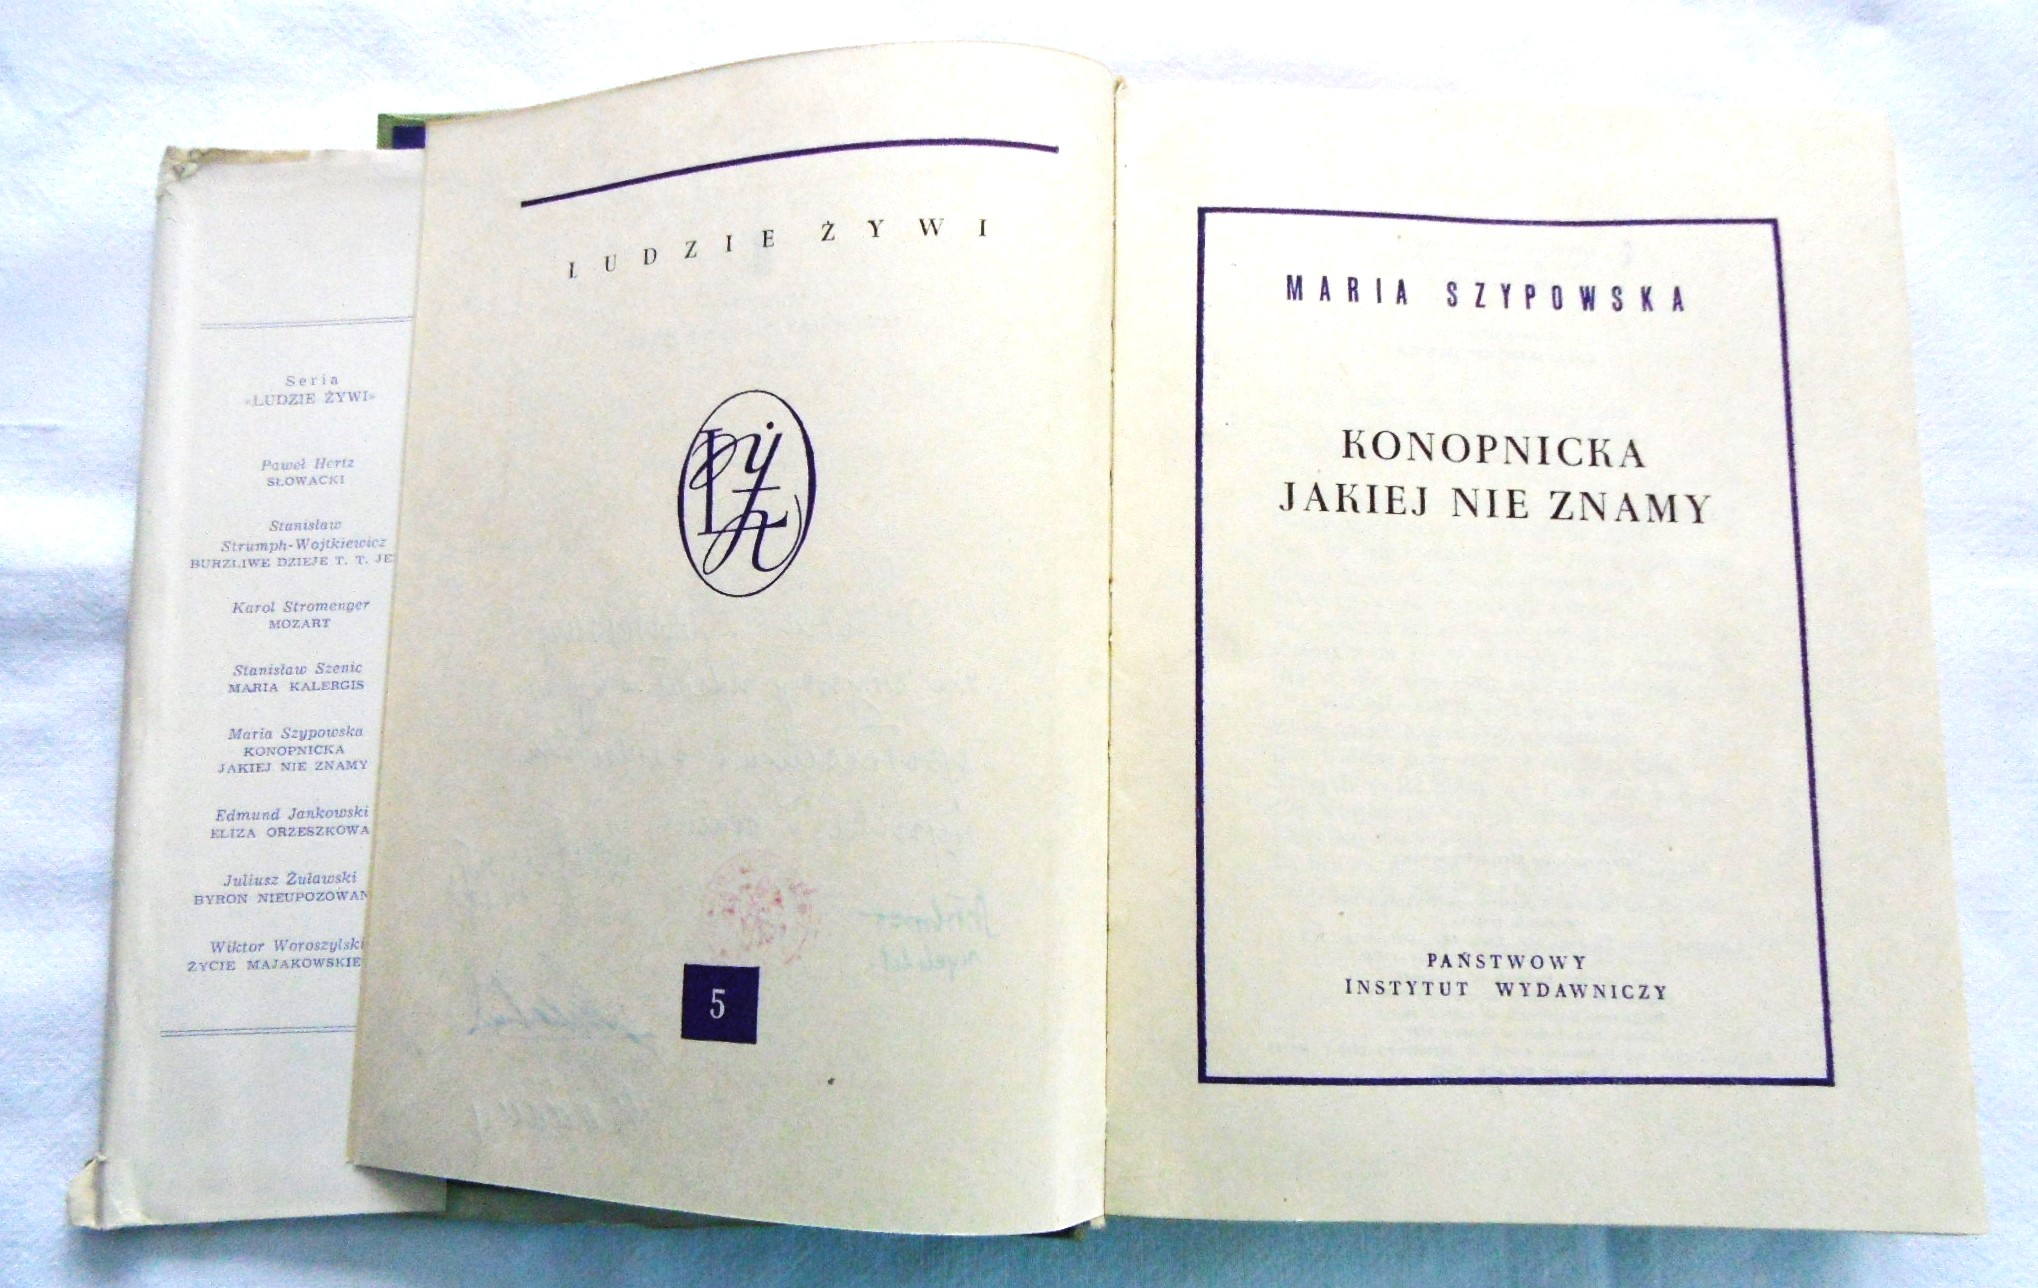 Seria
«LUDZIE ŻYWI»
Paweł Hertz
SŁOWACKI
Stanisław
Strumph-Wojtkiewicz
BURZLIWE DZIEJE T. T. JE
Karol Stromenger
MOZART
Stanisław Szenic
MARIA KALERGIS
Maria Szypowska
KONOPNICKA
JAKIEJ NIE ZNAMY
Edmund Jankowski
ELIZA ORZESZKOWA
Juliusz Żuławski
BYRON NIEUPOZOWAN
Wiktor Woroszylski
ŻYCIE MAJAKOWSKIE
LUDZIE ŻYWI
5
MARIA SZYPOWSKA
KONOPNICKA
JAKIEJ NIE ZNAMY
PAŃSTWOWY
INSTYTUT WYDAWNICZY